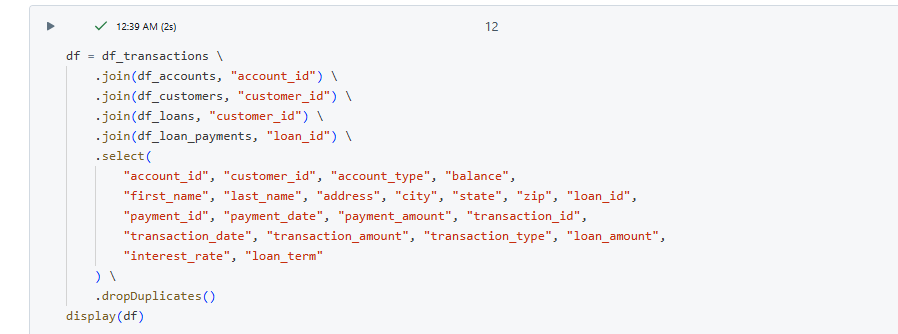 12:39 AM (2s) 12
df = df_transactions \
.join(df_accounts, "account_id") \
.join(df_customers, "customer_id") \
.join(df_loans, "customer_id") \
.join(df_loan_payments, "loan_id") \
.select(
"account_id", "customer_id", "account_type", "balance",
"first_name", "last_name", "address", "city", "state", "zip", "loan_id",
"payment_id", "payment_date", "payment_amount", "transaction_id",
"transaction_date", "transaction_amount", "transaction_type", "loan_amount",
"interest_rate", "loan_term"
) \
.dropDuplicates()
display(df)